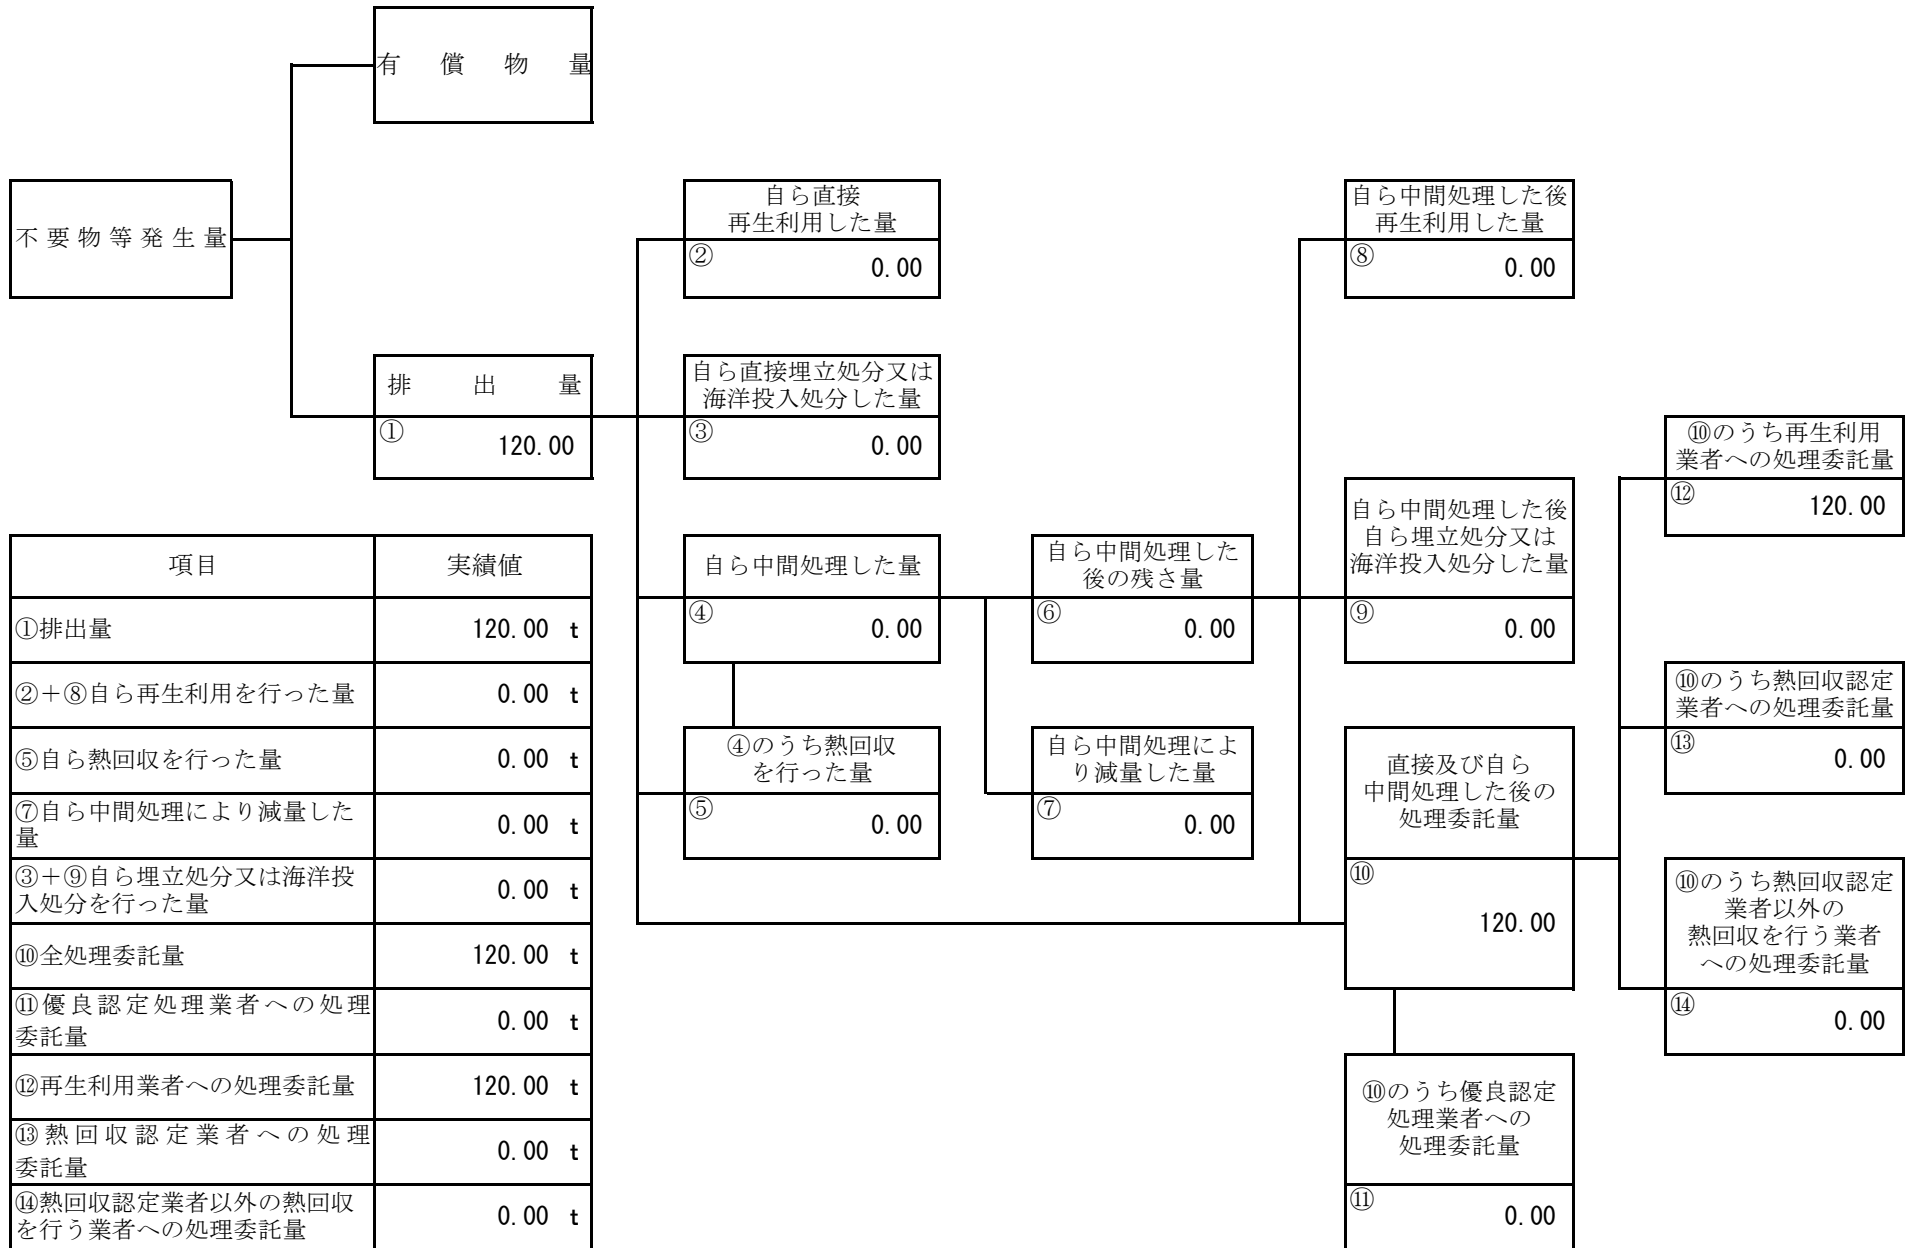 有償物量
不要物等発生量
排出量
①
120.00
自ら直接
再生利用した量
②
0.00
自ら直接埋立処分又は
海洋投入処分した量
③
0.00
自ら中間処理した量
④
0.00
④のうち熱回収
を行った量
⑤
0.00
自ら中間処理した
後の残さ量
⑥
0.00
自ら中間処理によ
り減量した量
⑦
0.00
自ら中間処理した後
再生利用した量
⑧
0.00
自ら中間処理した後
自ら埋立処分又は
海洋投入処分した量
⑨
0.00
直接及び自ら
中間処理した後の
処理委託量
⑩
120.00
⑩のうち優良認定
処理業者への
処理委託量
⑪
0.00
⑩のうち再生利用
業者への処理委託量
⑫
120.00
⑩のうち熱回収認定
業者への処理委託量
⑬
0.00
⑩のうち熱回収認定
業者以外の
熱回収を行う業者
への処理委託量
⑭
0.00
項目 実績値
①排出量 120.00 t
②＋⑧自ら再生利用を行った量 0.00 t
⑤自ら熱回収を行った量 0.00 t
⑦自ら中間処理により減量した
量 0.00 t
③＋⑨自ら埋立処分又は海洋投
入処分を行った量 0.00 t
⑩全処理委託量 120.00 t
⑪優良認定処理業者への処理
委託量 0.00 t
⑫再生利用業者への処理委託量 120.00 t
⑬熱回収認定業者への処理
委託量 0.00 t
⑭熱回収認定業者以外の熱回収
を行う業者への処理委託量 0.00 t